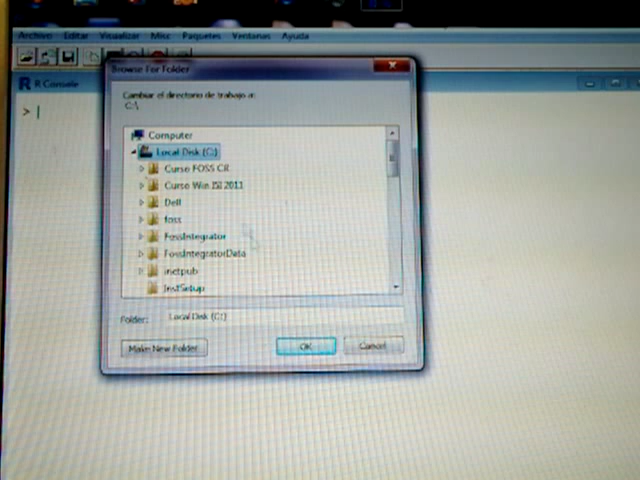 Archivo Editar Visualizar Misc Paquetes Ventanas Ayuda
R Console
>
Browse For Folder
Cambiar el directorio de trabajo a:
C:\
Computer
Local Disk (C:)
Curso FOSS CR
Curso Win ISI 2011
Dell
foss
FossIntegrator
FossIntegratorData
inetpub
InstSetup
Folder: Local Disk (C:)
Make New Folder OK Cancel